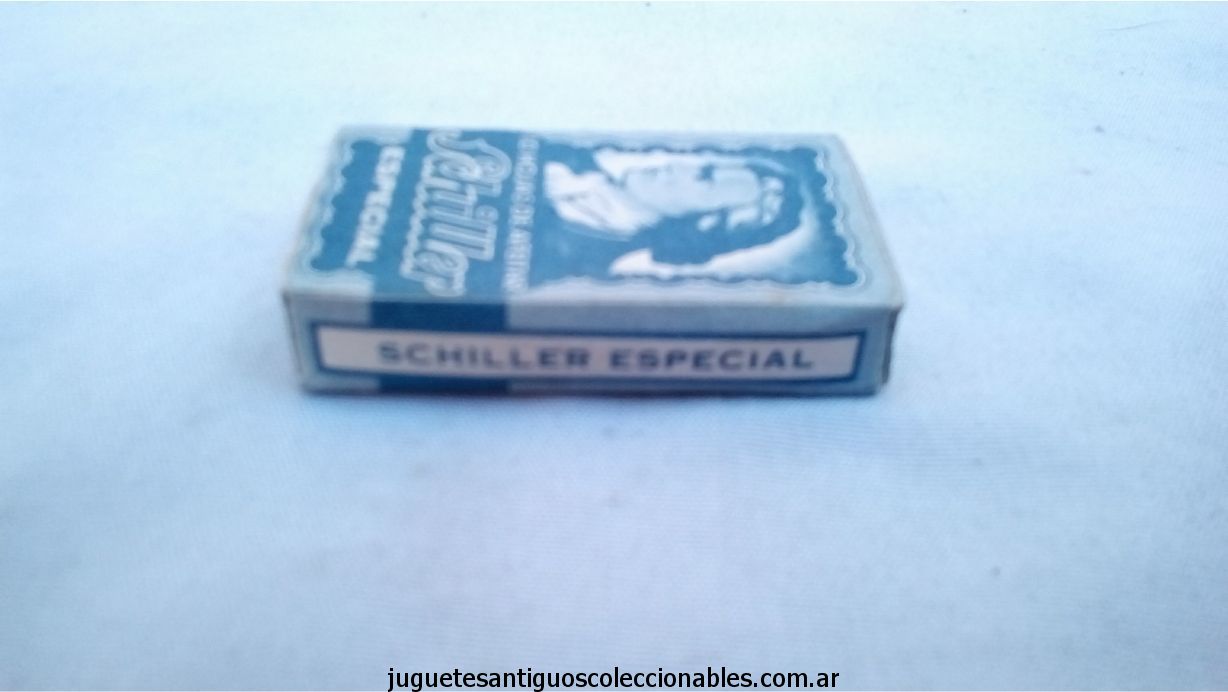 Schiller
ESPECIAL
SCHILLER ESPECIAL
juguetesantiguoscoleccionables.com.ar